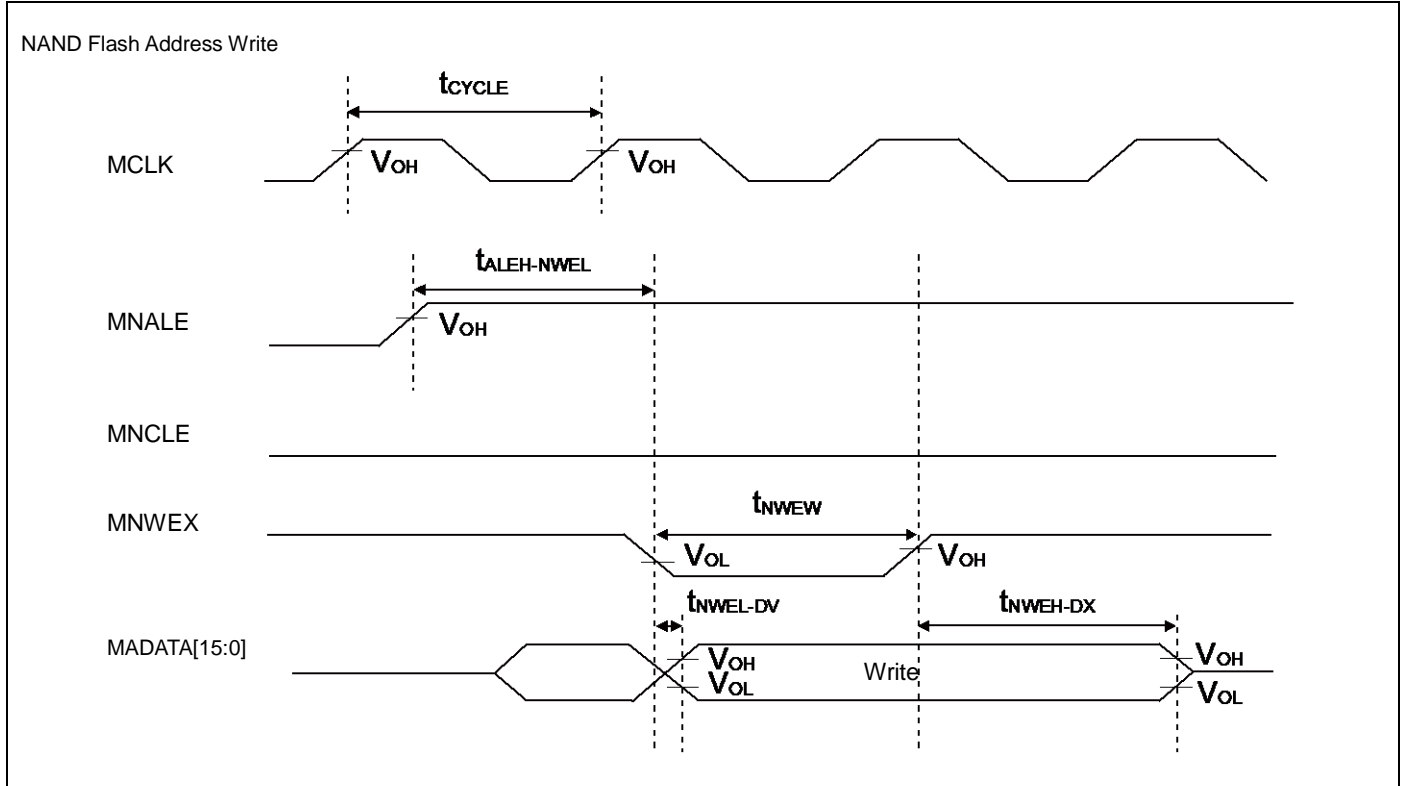 NAND Flash Address Write
tCYCLE
MCLK
VOH
VOH
tALEH-NWEL
MNALE
VOH
MNCLE
tNWEW
MNWEX
VOL
VOH
tNWEL-DV
tNWEH-DX
MADATA[15:0]
VOH
Write
VOH
VOL
VOL